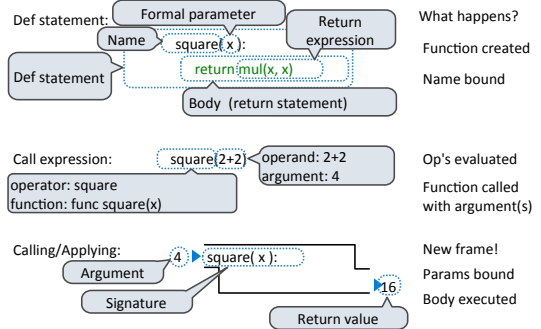 Def statement:
Formal parameter
Return
expression
What happens?
Name
square( x ):
Function created
Def statement
return mul(x, x)
Name bound
Body (return statement)
Call expression:
square(2+2)
operand: 2+2
argument: 4
Op's evaluated
operator: square
function: func square(x)
Function called
with argument(s)
Calling/Applying:
4
square( x ):
New frame!
Argument
Params bound
Signature
16
Body executed
Return value